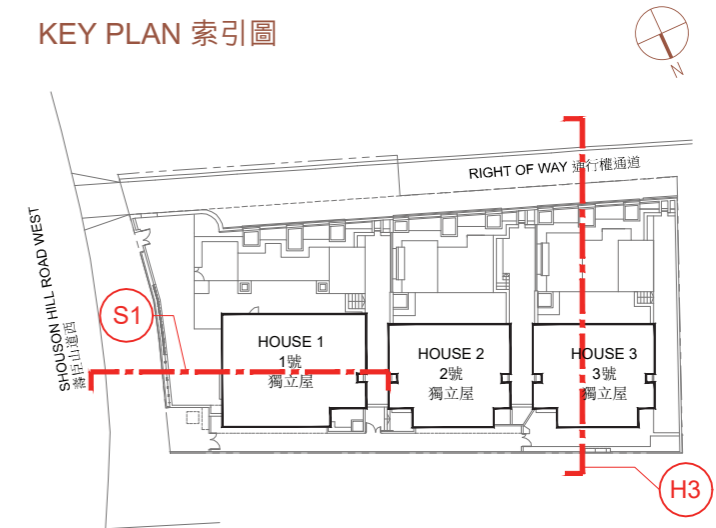 KEY PLAN 索引圖
N
RIGHT OF WAY 通行權通道
SHOUSON HILL ROAD WEST
壽臣山道西
S1
HOUSE 1
1號
獨立屋
HOUSE 2
2號
獨立屋
HOUSE 3
3號
獨立屋
H3